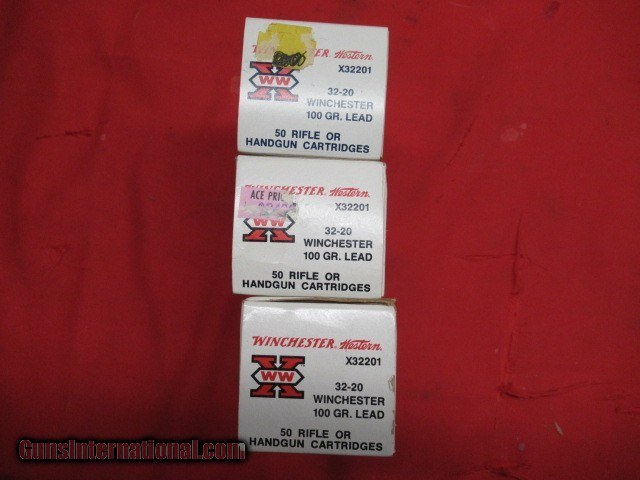 WINCHESTER Western
X32201
X
WW
32-20
WINCHESTER
100 GR. LEAD
50 RIFLE OR
HANDGUN CARTRIDGES
WINCHESTER Western
ACE PRI
X32201
X
WW
32-20
WINCHESTER
100 GR. LEAD
50 RIFLE OR
HANDGUN CARTRIDGES
WINCHESTER Western
X32201
X
WW
32-20
WINCHESTER
100 GR. LEAD
50 RIFLE OR
HANDGUN CARTRIDGES
GunsInternational.com